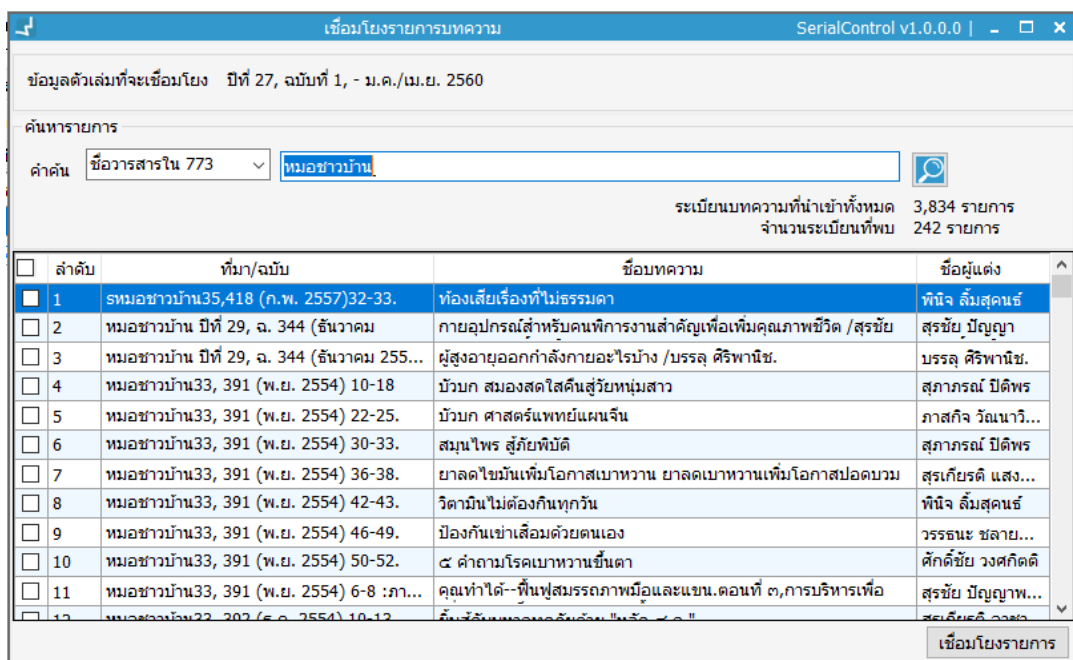 เชื่อมโยงรายการบทความ SerialControl v1.0.0.0 |
ข้อมูลตัวเล่มที่จะเชื่อมโยง ปีที่ 27, ฉบับที่ 1, - ม.ค./เม.ย. 2560
ค้นหารายการ
คำค้น ชื่อวารสารใน 773 หมอชาวบ้าน
ระเบียนบทความที่นำเข้าทั้งหมด 3,834 รายการ
จำนวนระเบียนที่พบ 242 รายการ
ลำดับ ที่มา/ฉบับ ชื่อบทความ ชื่อผู้แต่ง
1 รหมอชาวบ้าน35,418 (ก.พ. 2557)32-33. ท้องเสียเรื่องที่ไม่ธรรมดา พินิจ ลิ้มสุคนธ์
2 หมอชาวบ้าน ปีที่ 29, ฉ. 344 (ธันวาคม กายอุปกรณ์สำหรับคนพิการงานสำคัญเพื่อเพิ่มคุณภาพชีวิต /สุรชัย สุรชัย ปัญญา
3 หมอชาวบ้าน ปีที่ 29, ฉ. 344 (ธันวาคม 255... ผู้สูงอายุออกกำลังกายอะไรบ้าง /บรรลุ ศิริพานิช. บรรลุ ศิริพานิช.
4 หมอชาวบ้าน33, 391 (พ.ย. 2554) 10-18 บัวบก สมองสดใสคืนสู่วัยหนุ่มสาว สุภาภรณ์ ปิติพร
5 หมอชาวบ้าน33, 391 (พ.ย. 2554) 22-25. บัวบก ศาสตร์แพทย์แผนจีน ภาสกิจ วัณนาวิ...
6 หมอชาวบ้าน33, 391 (พ.ย. 2554) 30-33. สมุนไพร สู้ภัยพิบัติ สุภาภรณ์ ปิติพร
7 หมอชาวบ้าน33, 391 (พ.ย. 2554) 36-38. ยาลดไขมันเพิ่มโอกาสเบาหวาน ยาลดเบาหวานเพิ่มโอกาสปอดบวม สุรเกียรติ แสง...
8 หมอชาวบ้าน33, 391 (พ.ย. 2554) 42-43. วิตามินไม่ต้องกินทุกวัน พินิจ ลิ้มสุคนธ์
9 หมอชาวบ้าน33, 391 (พ.ย. 2554) 46-49. ป้องกันเข่าเสื่อมด้วยตนเอง วรรธนะ ชลาย...
10 หมอชาวบ้าน33, 391 (พ.ย. 2554) 50-52. ๕ คำถามโรคเบาหวานขึ้นตา ศักดิ์ชัย วงศกิตติ
11 หมอชาวบ้าน33, 391 (พ.ย. 2554) 6-8 :ภา... คุณทำได้--ฟื้นฟูสมรรถภาพมือและแขน.ตอนที่ ๓,การบริหารเพื่อ สุรชัย ปัญญาพ...
12 หมอชาวบ้าน33, 392 (ธ.ค. 2554) 10-13
เชื่อมโยงรายการ